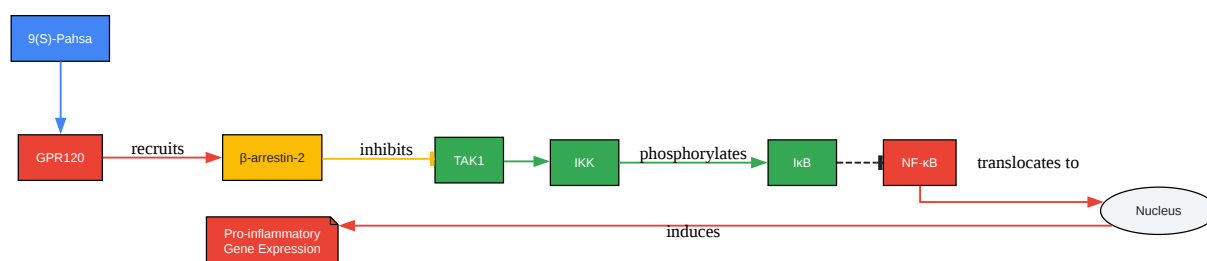 9(S)-Pahsa
GPR120
recruits
β-arrestin-2
inhibits
TAK1
IKK
phosphorylates
IκB
NF-κB
translocates to
Nucleus
induces
Pro-inflammatory
Gene Expression